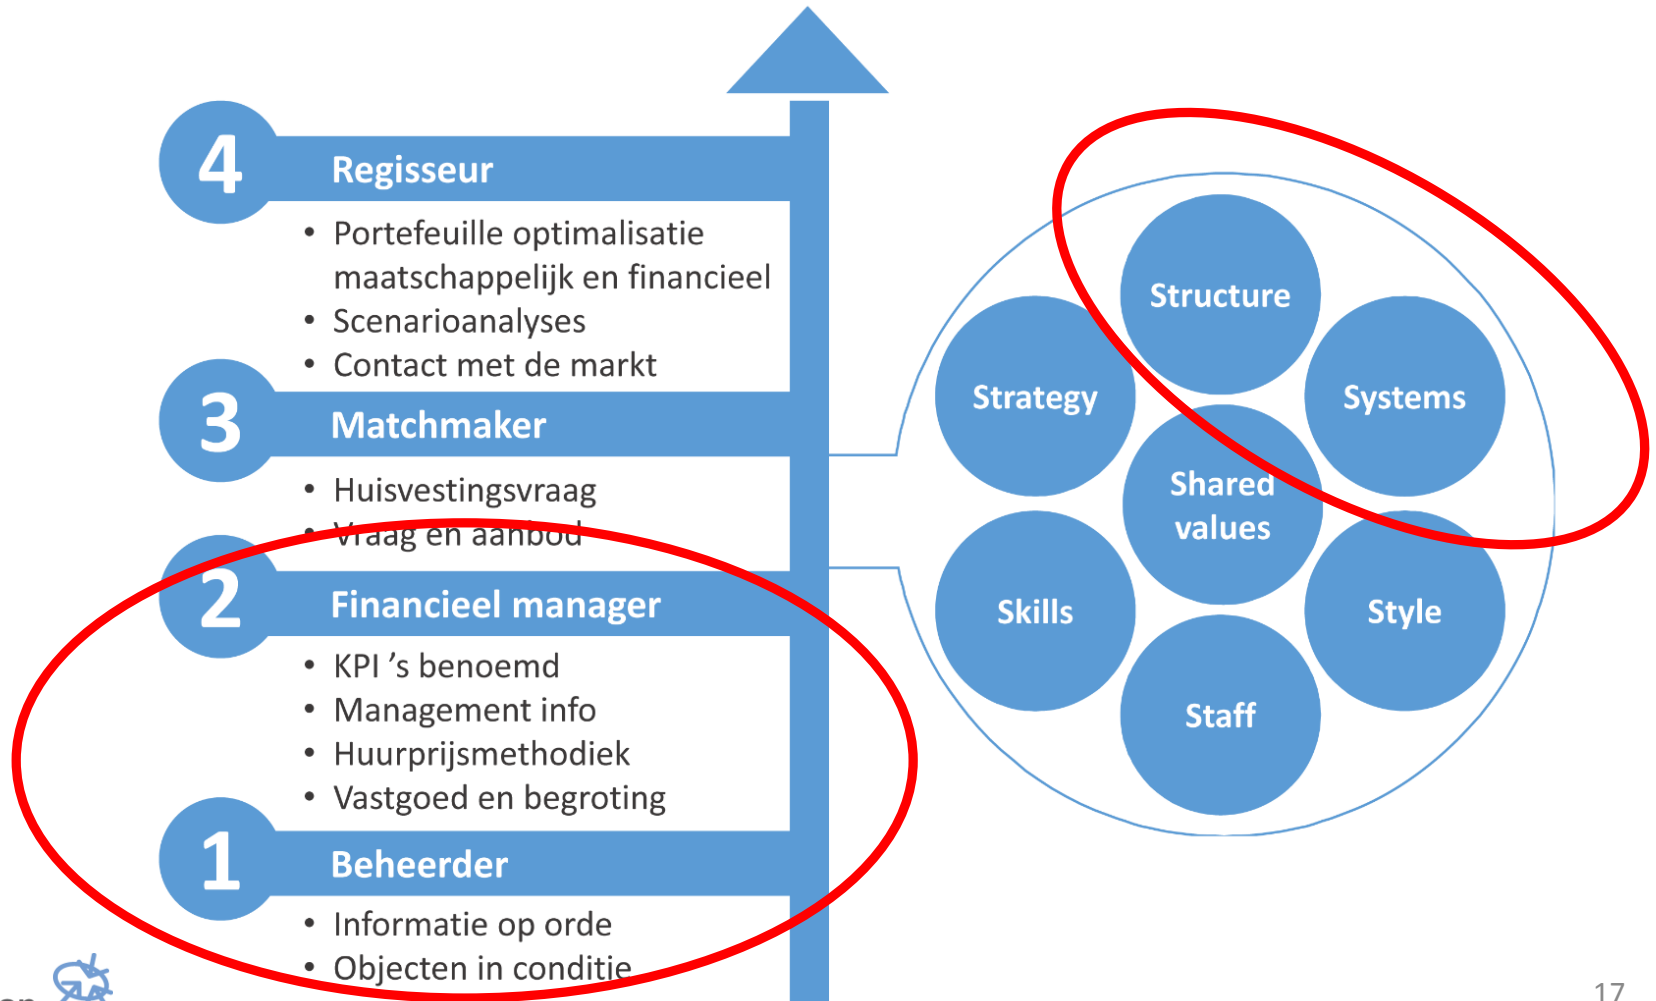 4
Regisseur
• Portefeuille optimalisatie
maatschappelijk en financieel
• Scenarioanalyses
• Contact met de markt
3
Matchmaker
• Huisvestingsvraag
• Vraag en aanbod
2
Financieel manager
• KPI ’s benoemd
• Management info
• Huurprijsmethodiek
• Vastgoed en begroting
1
Beheerder
• Informatie op orde
• Objecten in conditie
Structure
Strategy
Systems
Shared
values
Skills
Style
Staff
17